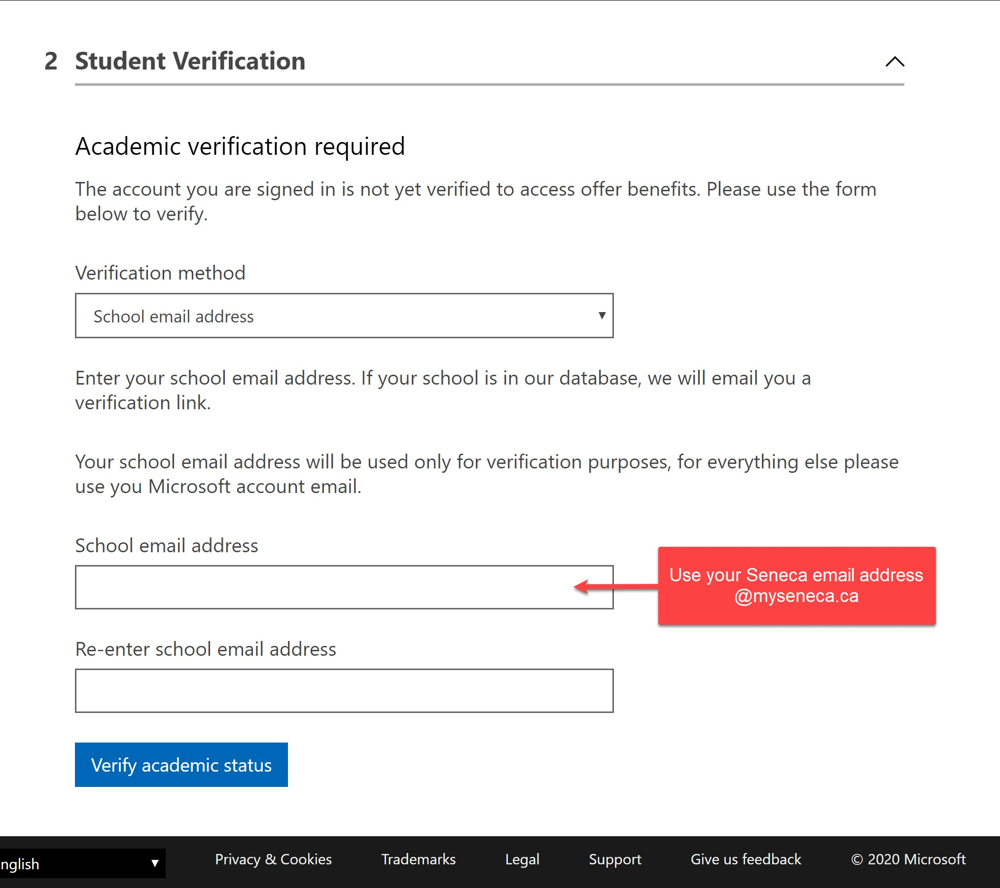 2 Student Verification
Academic verification required
The account you are signed in is not yet verified to access offer benefits. Please use the form
below to verify.
Verification method
School email address
Enter your school email address. If your school is in our database, we will email you a
verification link.
Your school email address will be used only for verification purposes, for everything else please
use you Microsoft account email.
School email address
Use your Seneca email address
@myseneca.ca
Re-enter school email address
Verify academic status
nglish Privacy & Cookies Trademarks Legal Support Give us feedback © 2020 Microsoft